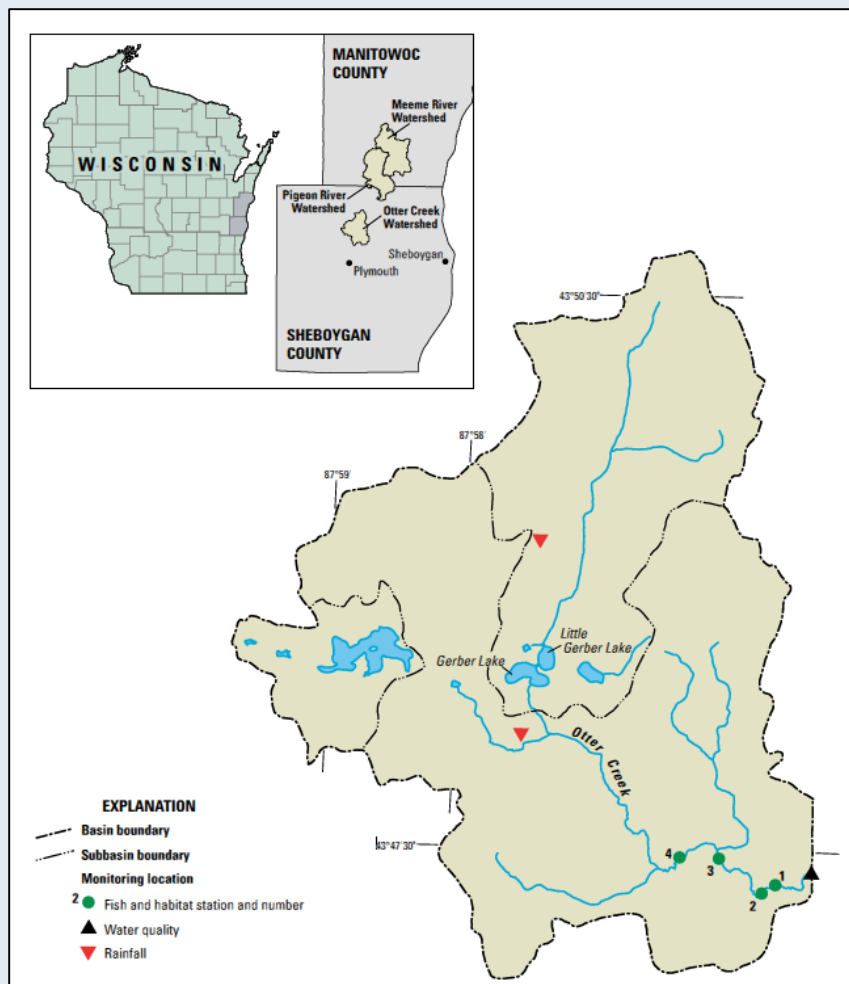 MANITOWOC
COUNTY
Meeme River
Watershed
WISCONSIN
Pigeon River
Watershed
Otter Creek
Watershed
Sheboygan
Plymouth
SHEBOYGAN
COUNTY
43°50'30"
87°58'
87°59'
Little
Gerber Lake
Gerber Lake
Otter Creek
43°47'30"
4
3
1
2
EXPLANATION
Basin boundary
Subbasin boundary
Monitoring location
2 Fish and habitat station and number
Water quality
Rainfall